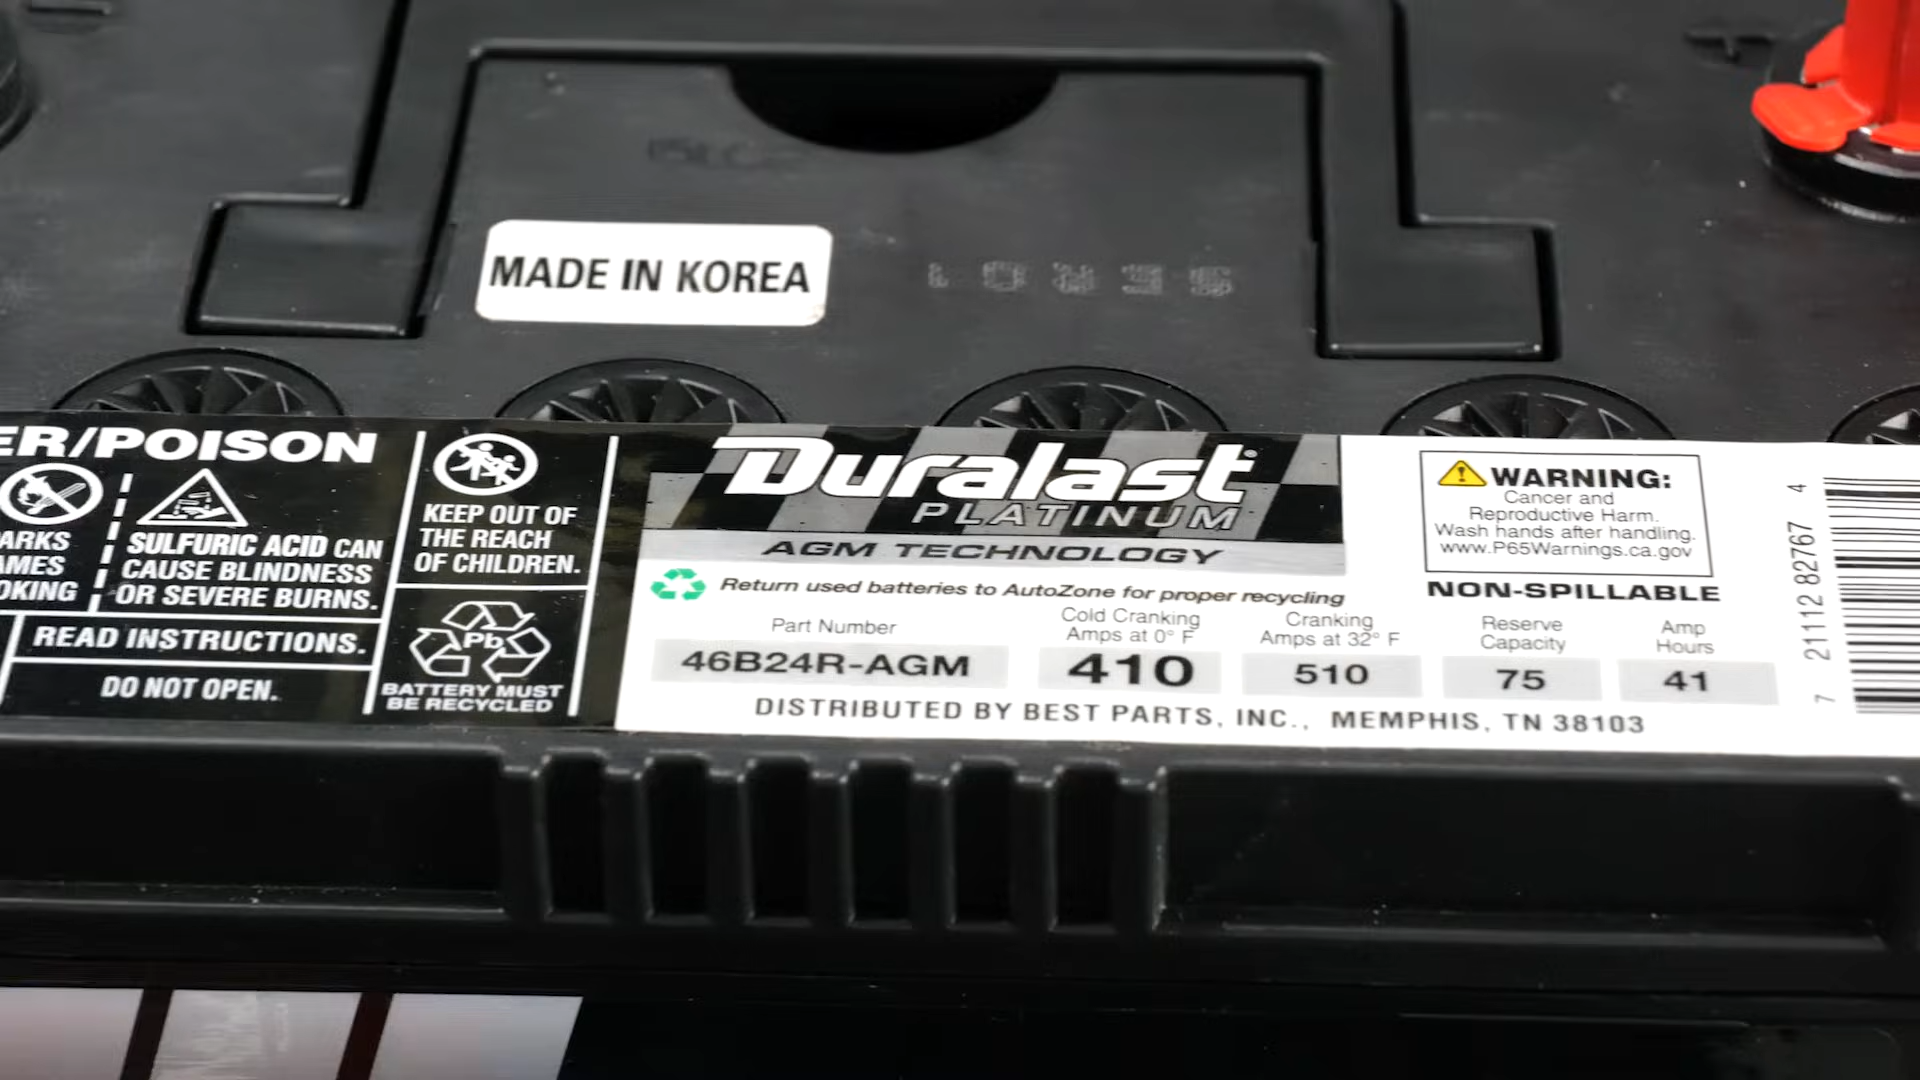 MADE IN KOREA
ER/POISON
ARKS
AMES
OKING
SULFURIC ACID CAN
CAUSE BLINDNESS
OR SEVERE BURNS.
READ INSTRUCTIONS.
DO NOT OPEN.
KEEP OUT OF
THE REACH
OF CHILDREN.
Pb
BATTERY MUST
BE RECYCLED
Duralast
PLATINUM
AGM TECHNOLOGY
Return used batteries to AutoZone for proper recycling
Part Number
46B24R-AGM
Cold Cranking
Amps at 0° F
410
Cranking
Amps at 32° F
510
Reserve
Capacity
75
Amp
Hours
41
DISTRIBUTED BY BEST PARTS, INC., MEMPHIS, TN 38103
WARNING:
Cancer and
Reproductive Harm.
Wash hands after handling.
www.P65Warnings.ca.gov
NON-SPILLABLE
7 21112 82767 4